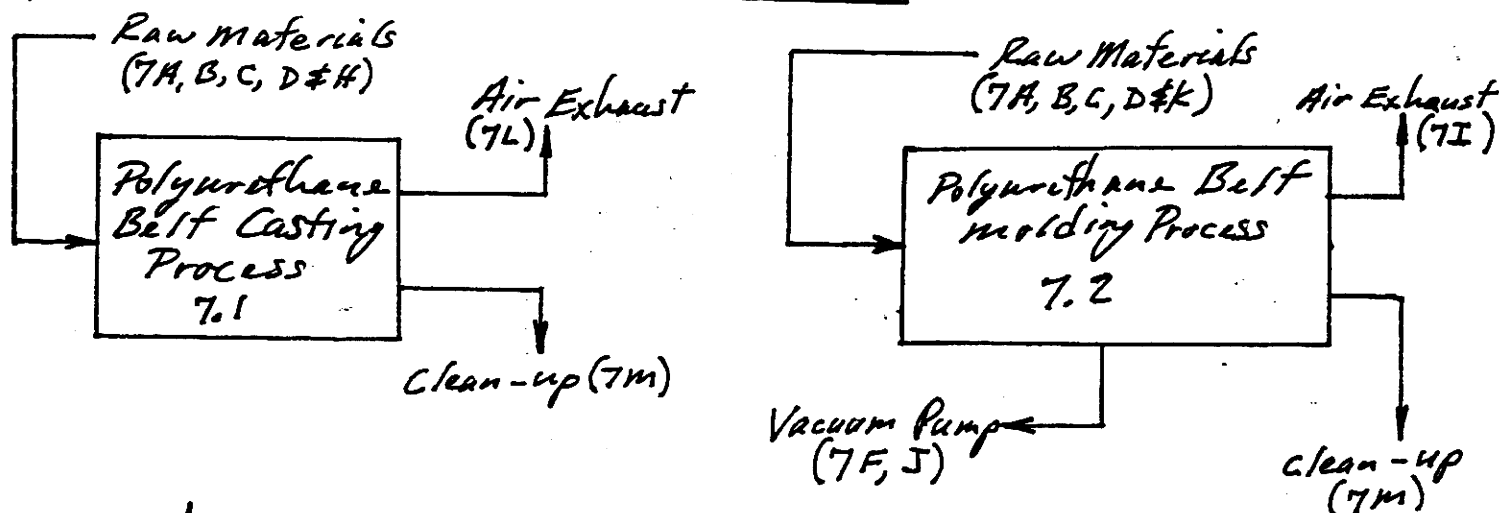 Raw Materials
(7A, B, C, D & H)
Air Exhaust
(7L)
Polyurethane
Belt Casting
Process
7.1
Clean-up (7M)
Raw Materials
(7A, B, C, D & K)
Air Exhaust
(7I)
Polyurethane Belt
Molding Process
7.2
Vacuum Pump
(7F, J)
Clean-up
(7M)